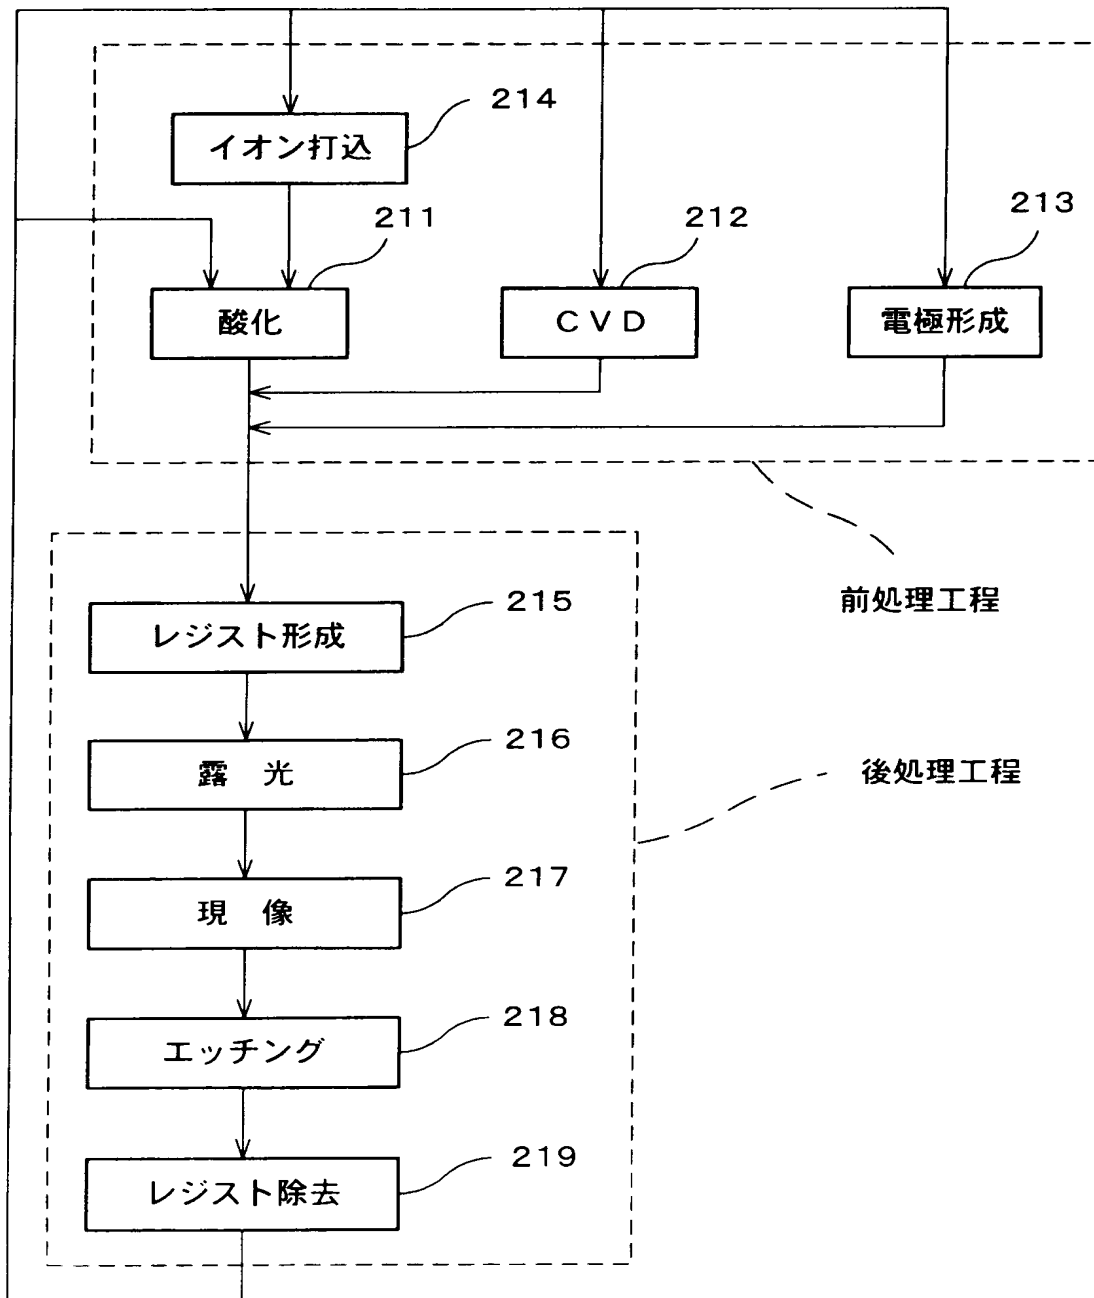 214
イオン打込
211
212
213
酸化
CVD
電極形成
前処理工程
215
レジスト形成
216
露 光
後処理工程
217
現 像
218
エッチング
219
レジスト除去